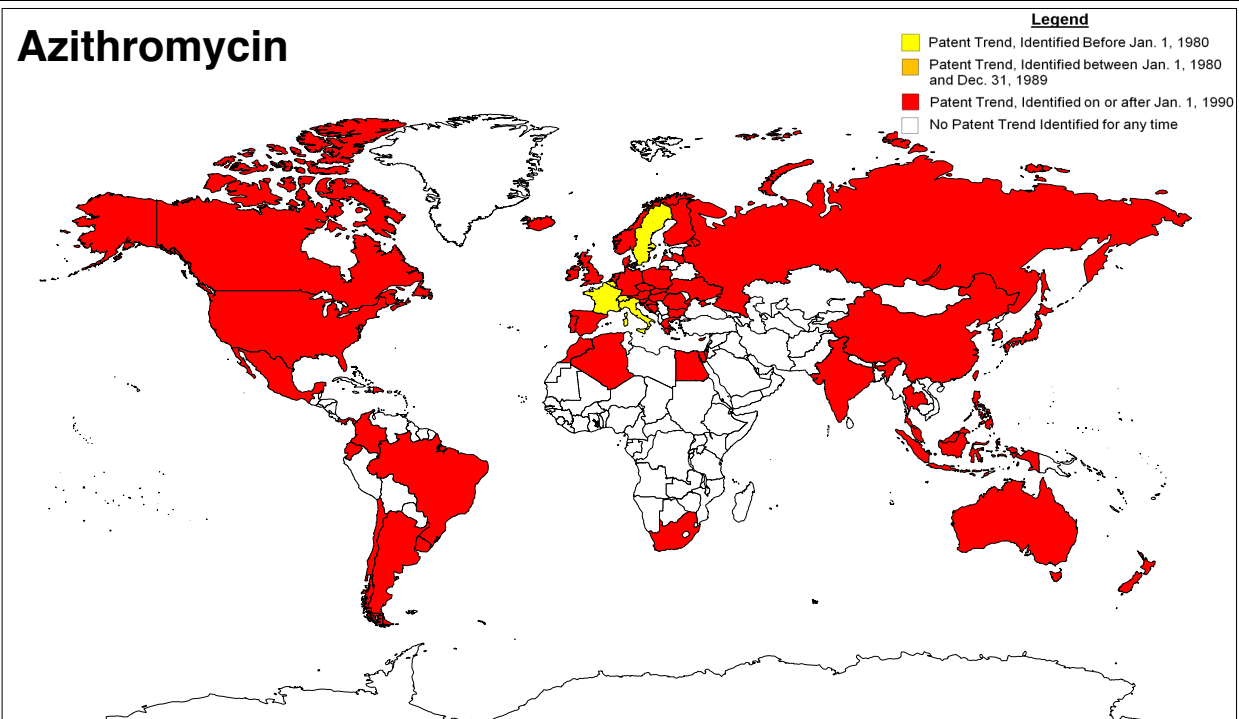 Azithromycin
Legend
Patent Trend, Identified Before Jan. 1, 1980
Patent Trend, Identified between Jan. 1, 1980
and Dec. 31, 1989
Patent Trend, Identified on or after Jan. 1, 1990
No Patent Trend Identified for any time